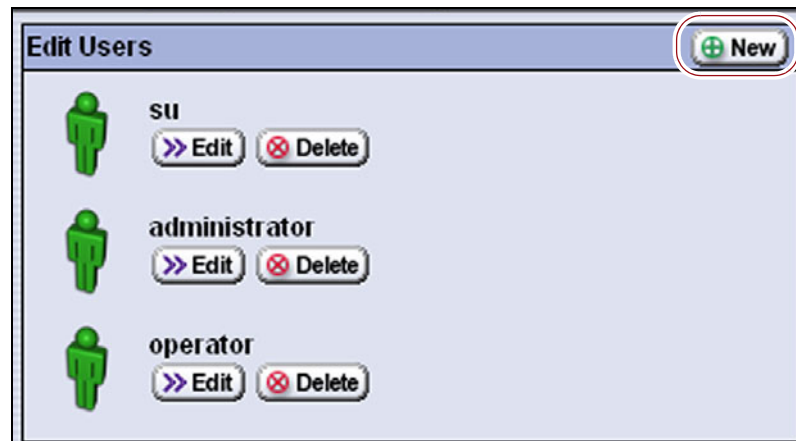 Edit Users New
su
Edit Delete
administrator
Edit Delete
operator
Edit Delete